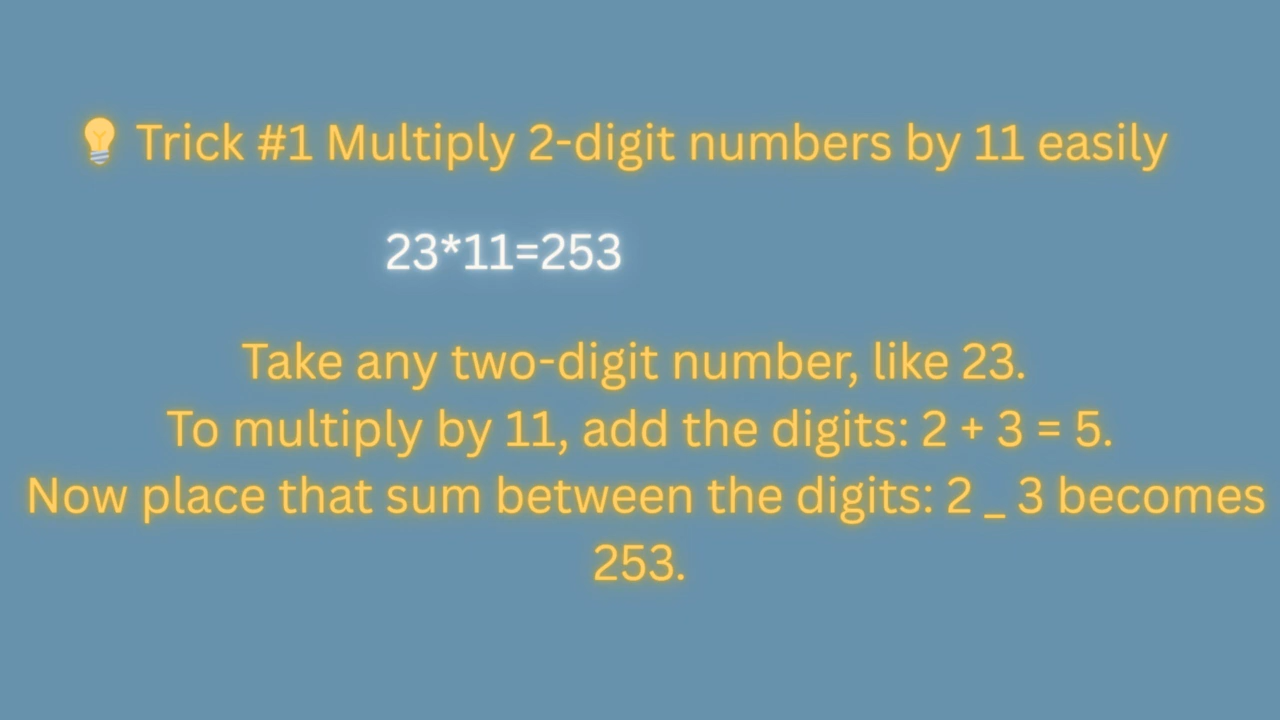 💡 Trick #1 Multiply 2-digit numbers by 11 easily
23*11=253
Take any two-digit number, like 23.
To multiply by 11, add the digits: 2 + 3 = 5.
Now place that sum between the digits: 2 _ 3 becomes
253.